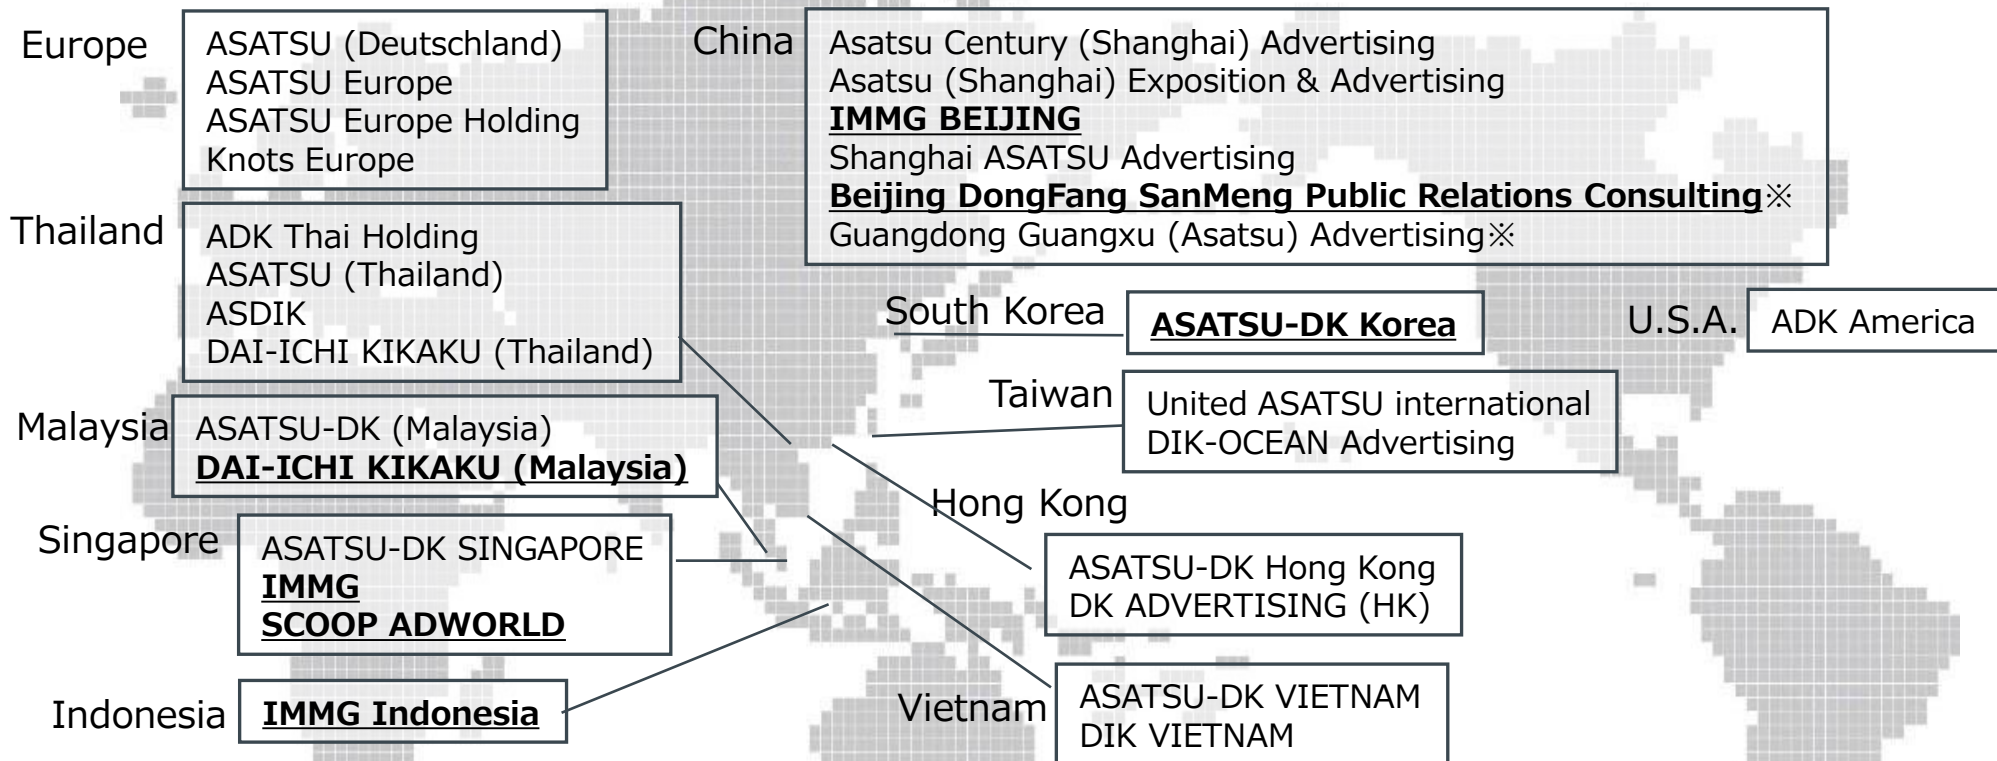 Europe
ASATSU (Deutschland)
ASATSU Europe
ASATSU Europe Holding
Knots Europe
China
Asatsu Century (Shanghai) Advertising
Asatsu (Shanghai) Exposition & Advertising
IMMG BEIJING
Shanghai ASATSU Advertising
Beijing DongFang SanMeng Public Relations Consulting※
Guangdong Guangxu (Asatsu) Advertising※
Thailand
ADK Thai Holding
ASATSU (Thailand)
ASDIK
DAI-ICHI KIKAKU (Thailand)
South Korea
ASATSU-DK Korea
U.S.A.
ADK America
Taiwan
United ASATSU international
DIK-OCEAN Advertising
Malaysia
ASATSU-DK (Malaysia)
DAI-ICHI KIKAKU (Malaysia)
Hong Kong
ASATSU-DK Hong Kong
DK ADVERTISING (HK)
Singapore
ASATSU-DK SINGAPORE
IMMG
SCOOP ADWORLD
Indonesia
IMMG Indonesia
Vietnam
ASATSU-DK VIETNAM
DIK VIETNAM